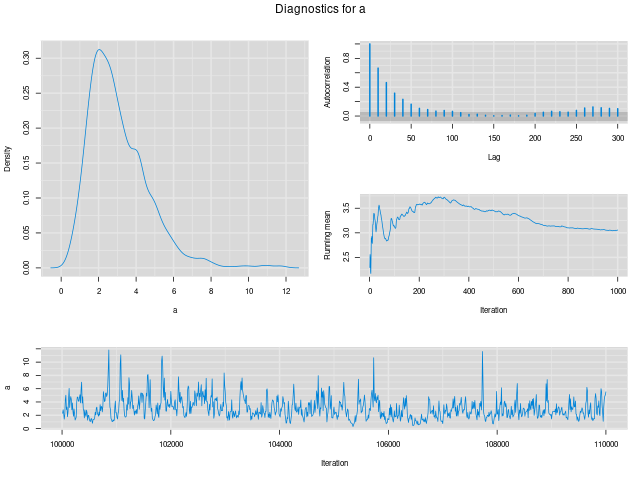 Diagnostics for a
Density
0.00 0.05 0.10 0.15 0.20 0.25 0.30
0 2 4 6 8 10 12
a
Autocorrelation
0.0 0.4 0.8
0 50 100 150 200 250 300
Lag
Running mean
2.5 3.0 3.5
0 200 400 600 800 1000
Iteration
a
0 2 4 6 8 10
100000 102000 104000 106000 108000 110000
Iteration